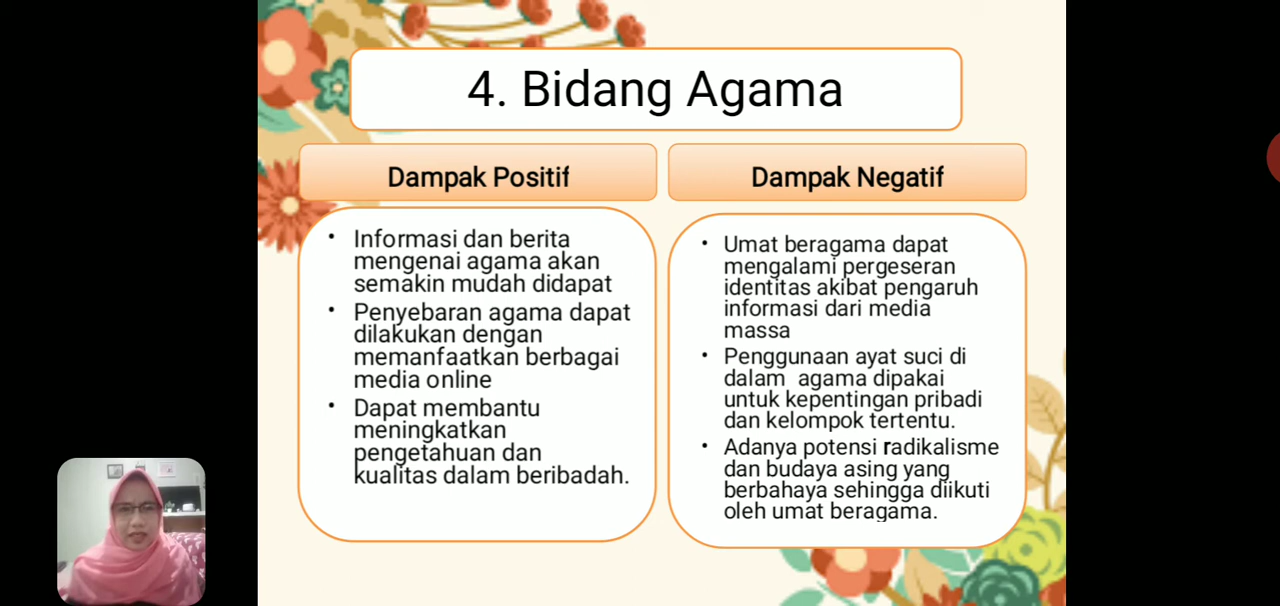 4. Bidang Agama
Dampak Positif
Informasi dan berita
mengenai agama akan
semakin mudah didapat
Penyebaran agama dapat
dilakukan dengan
memanfaatkan berbagai
media online
Dapat membantu
meningkatkan
pengetahuan dan
kualitas dalam beribadah.
Dampak Negatif
Umat beragama dapat
mengalami pergeseran
identitas akibat pengaruh
informasi dari media
massa
Penggunaan ayat suci di
dalam agama dipakai
untuk kepentingan pribadi
dan kelompok tertentu.
Adanya potensi radikalisme
dan budaya asing yang
berbahaya sehingga diikuti
oleh umat beragama.